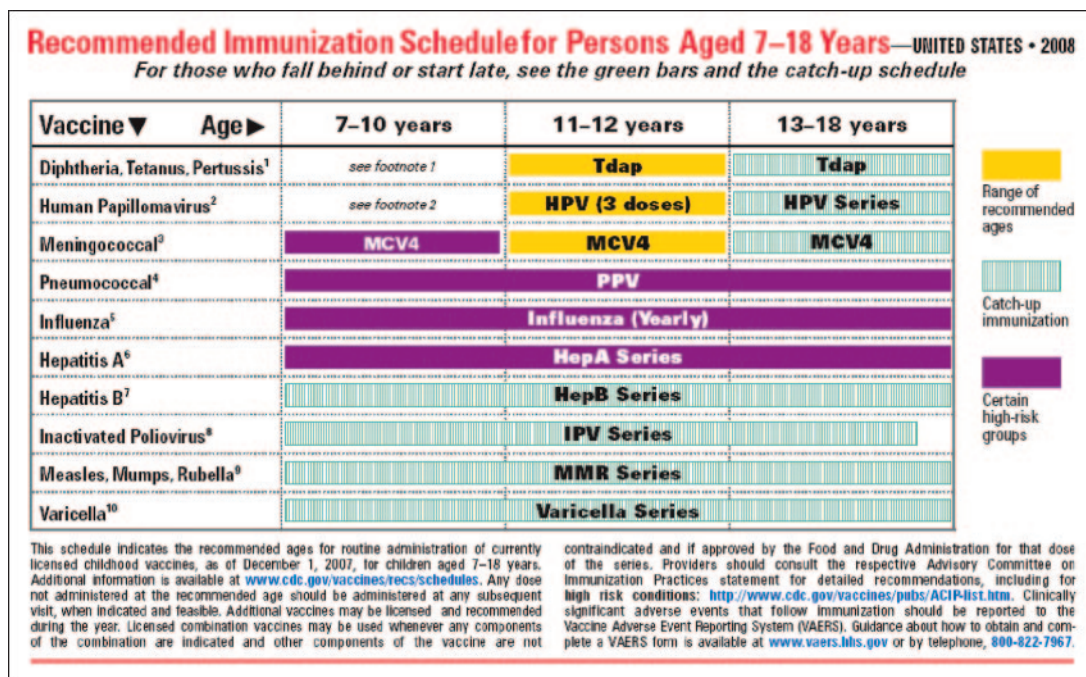 Recommended Immunization Schedule for Persons Aged 7–18 Years—UNITED STATES • 2008
For those who fall behind or start late, see the green bars and the catch-up schedule
Vaccine▼ Age▶ 7–10 years 11–12 years 13–18 years
Diphtheria, Tetanus, Pertussis¹ see footnote 1 Tdap Tdap
Human Papillomavirus² see footnote 2 HPV (3 doses) HPV Series
Meningococcal³ MCV4 MCV4 MCV4
Pneumococcal⁴ PPV
Influenza⁵ Influenza (Yearly)
Hepatitis A⁶ HepA Series
Hepatitis B⁷ HepB Series
Inactivated Poliovirus⁸ IPV Series
Measles, Mumps, Rubella⁹ MMR Series
Varicella¹⁰ Varicella Series
Range of
recommended
ages
Catch-up
immunization
Certain
high-risk
groups
This schedule indicates the recommended ages for routine administration of currently
licensed childhood vaccines, as of December 1, 2007, for children aged 7–18 years.
Additional information is available at www.cdc.gov/vaccines/recs/schedules. Any dose
not administered at the recommended age should be administered at any subsequent
visit, when indicated and feasible. Additional vaccines may be licensed and recommended
during the year. Licensed combination vaccines may be used whenever any components
of the combination are indicated and other components of the vaccine are not
contraindicated and if approved by the Food and Drug Administration for that dose
of the series. Providers should consult the respective Advisory Committee on
Immunization Practices statement for detailed recommendations, including for
high risk conditions: http://www.cdc.gov/vaccines/pubs/ACIP-list.htm. Clinically
significant adverse events that follow immunization should be reported to the
Vaccine Adverse Event Reporting System (VAERS). Guidance about how to obtain and com-
plete a VAERS form is available at www.vaers.hhs.gov or by telephone, 800-822-7967.